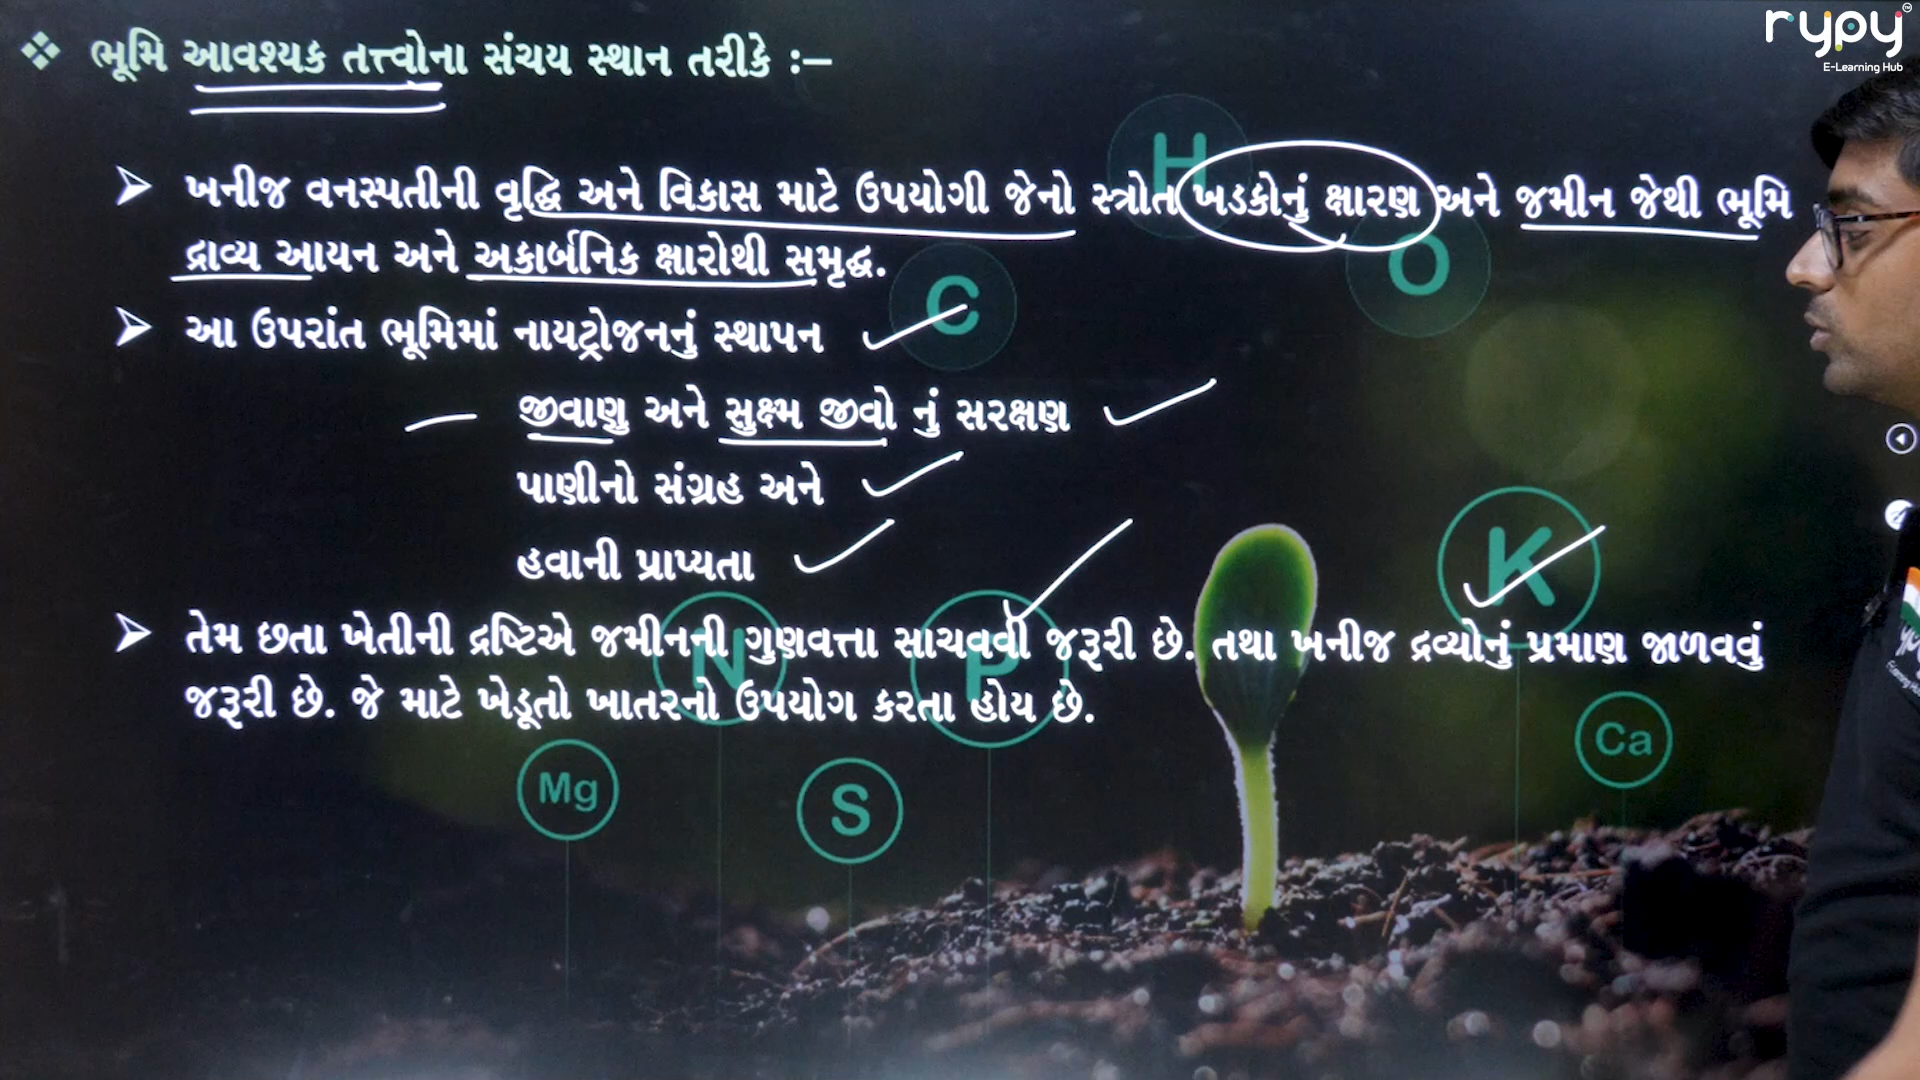 rypy
E-Learning Hub
❖ ભૂમિ આવશ્યક તત્ત્વોના સંચય સ્થાન તરીકે :–
➢ ખનીજ વનસ્પતીની વૃદ્ધિ અને વિકાસ માટે ઉપયોગી જેનો સ્ત્રોત ખડકોનું ક્ષારણ અને જમીન જેથી ભૂમિ
દ્રાવ્ય આયન અને અકાર્બનિક ક્ષારોથી સમૃદ્ધ.
➢ આ ઉપરાંત ભૂમિમાં નાયટ્રોજનનું સ્થાપન
જીવાણુ અને સુક્ષ્મ જીવો નું સરક્ષણ
પાણીનો સંગ્રહ અને
હવાની પ્રાપ્યતા
➢ તેમ છતા ખેતીની દ્રષ્ટિએ જમીનની ગુણવત્તા સાચવવી જરૂરી છે. તથા ખનીજ દ્રવ્યોનું પ્રમાણ જાળવવું
જરૂરી છે. જે માટે ખેડૂતો ખાતરનો ઉપયોગ કરતા હોય છે.
H
O
C
K
N
P
Ca
Mg
S